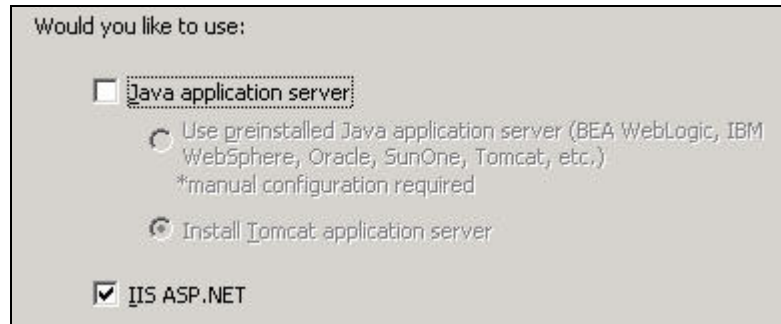 Would you like to use:
Java application server
Use preinstalled Java application server (BEA WebLogic, IBM
WebSphere, Oracle, SunOne, Tomcat, etc.)
*manual configuration required
Install Tomcat application server
IIS ASP.NET